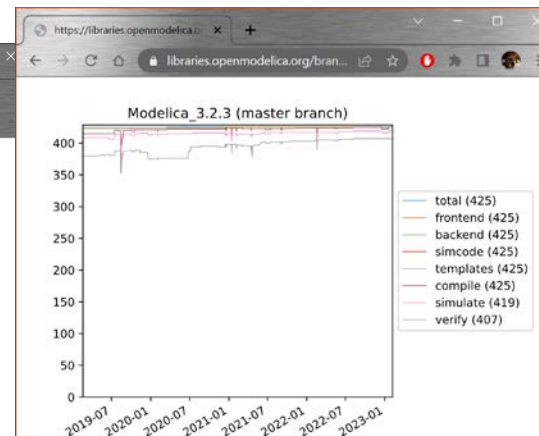 https://libraries.openmodelica.o
libraries.openmodelica.org/bran...
Modelica_3.2.3 (master branch)
400
350
300
250
200
150
100
50
0
2019-07
2020-01
2020-07
2021-01
2021-07
2022-01
2022-07
2023-01
total (425)
frontend (425)
backend (425)
simcode (425)
templates (425)
compile (425)
simulate (419)
verify (407)